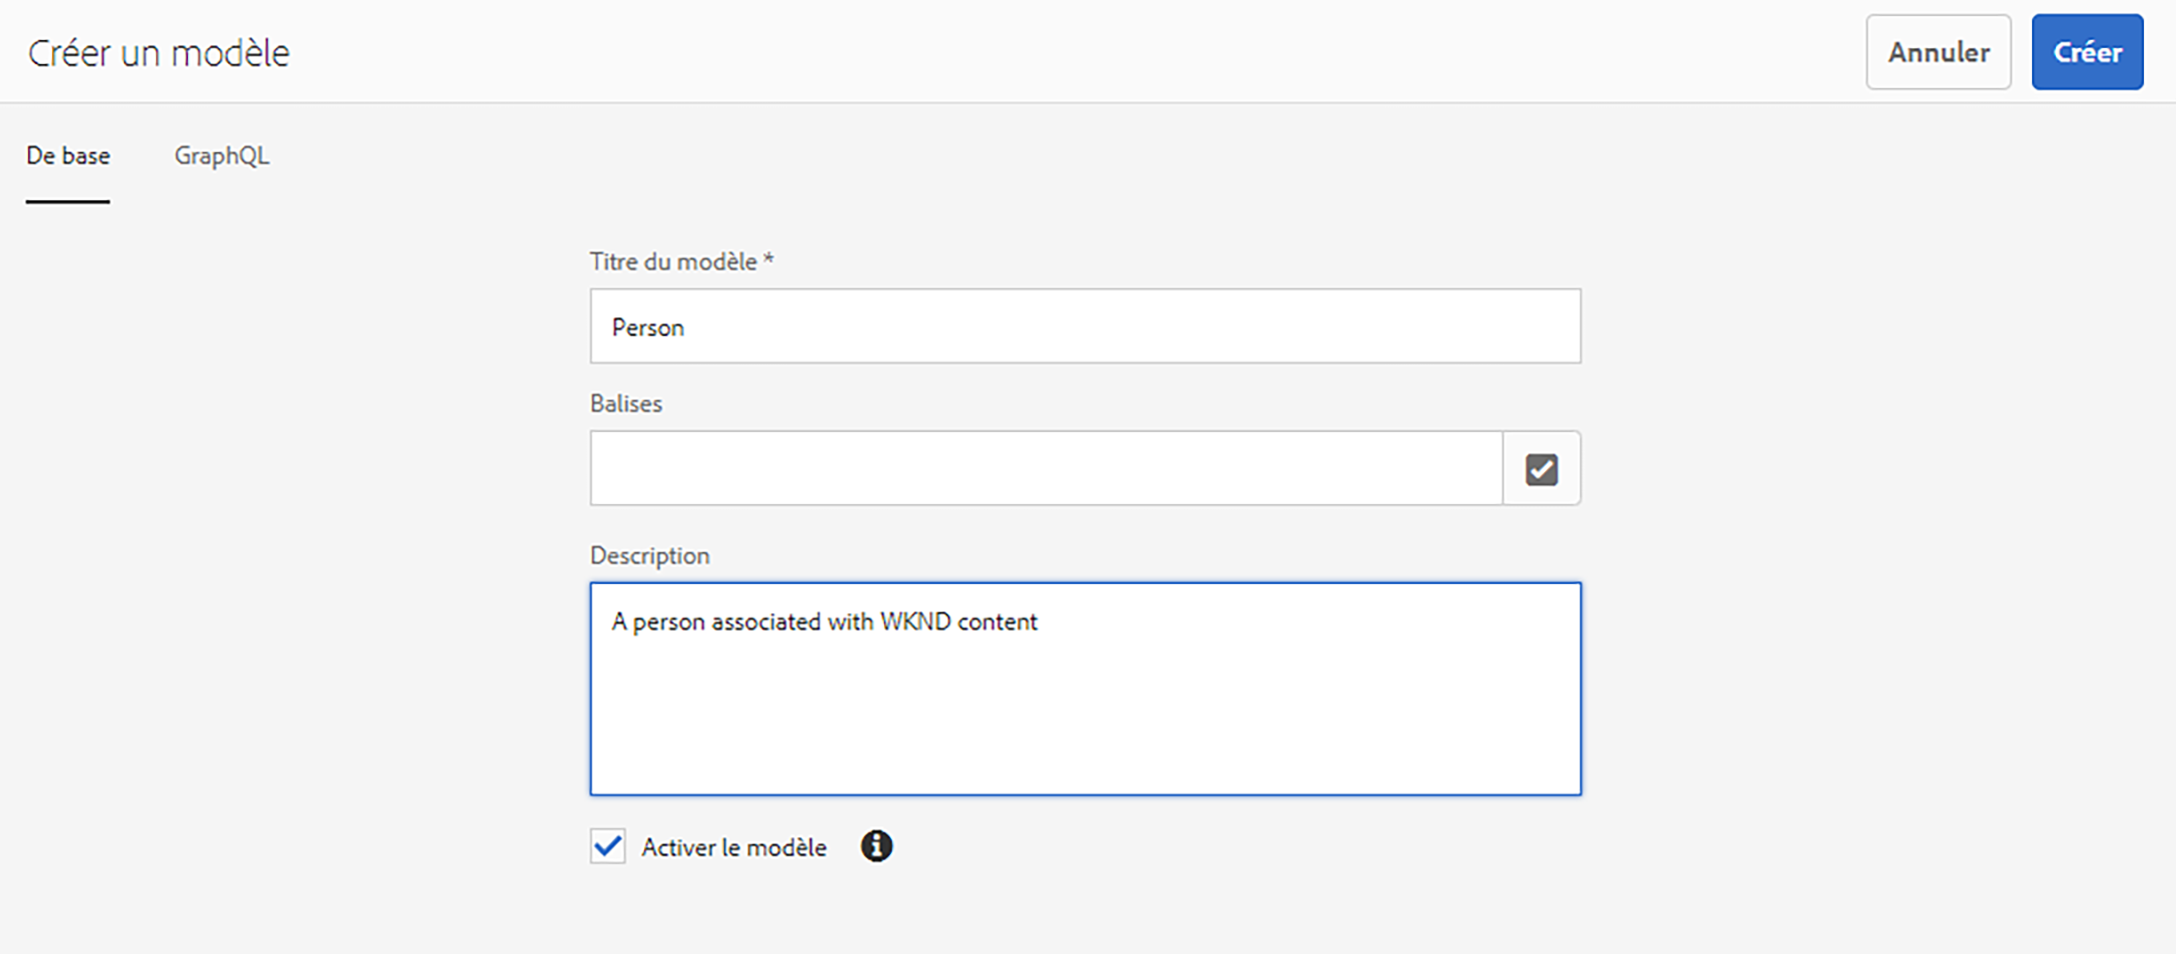 Créer un modèle
Annuler
Créer
De base
GraphQL
Titre du modèle *
Person
Balises
Description
A person associated with WKND content
Activer le modèle